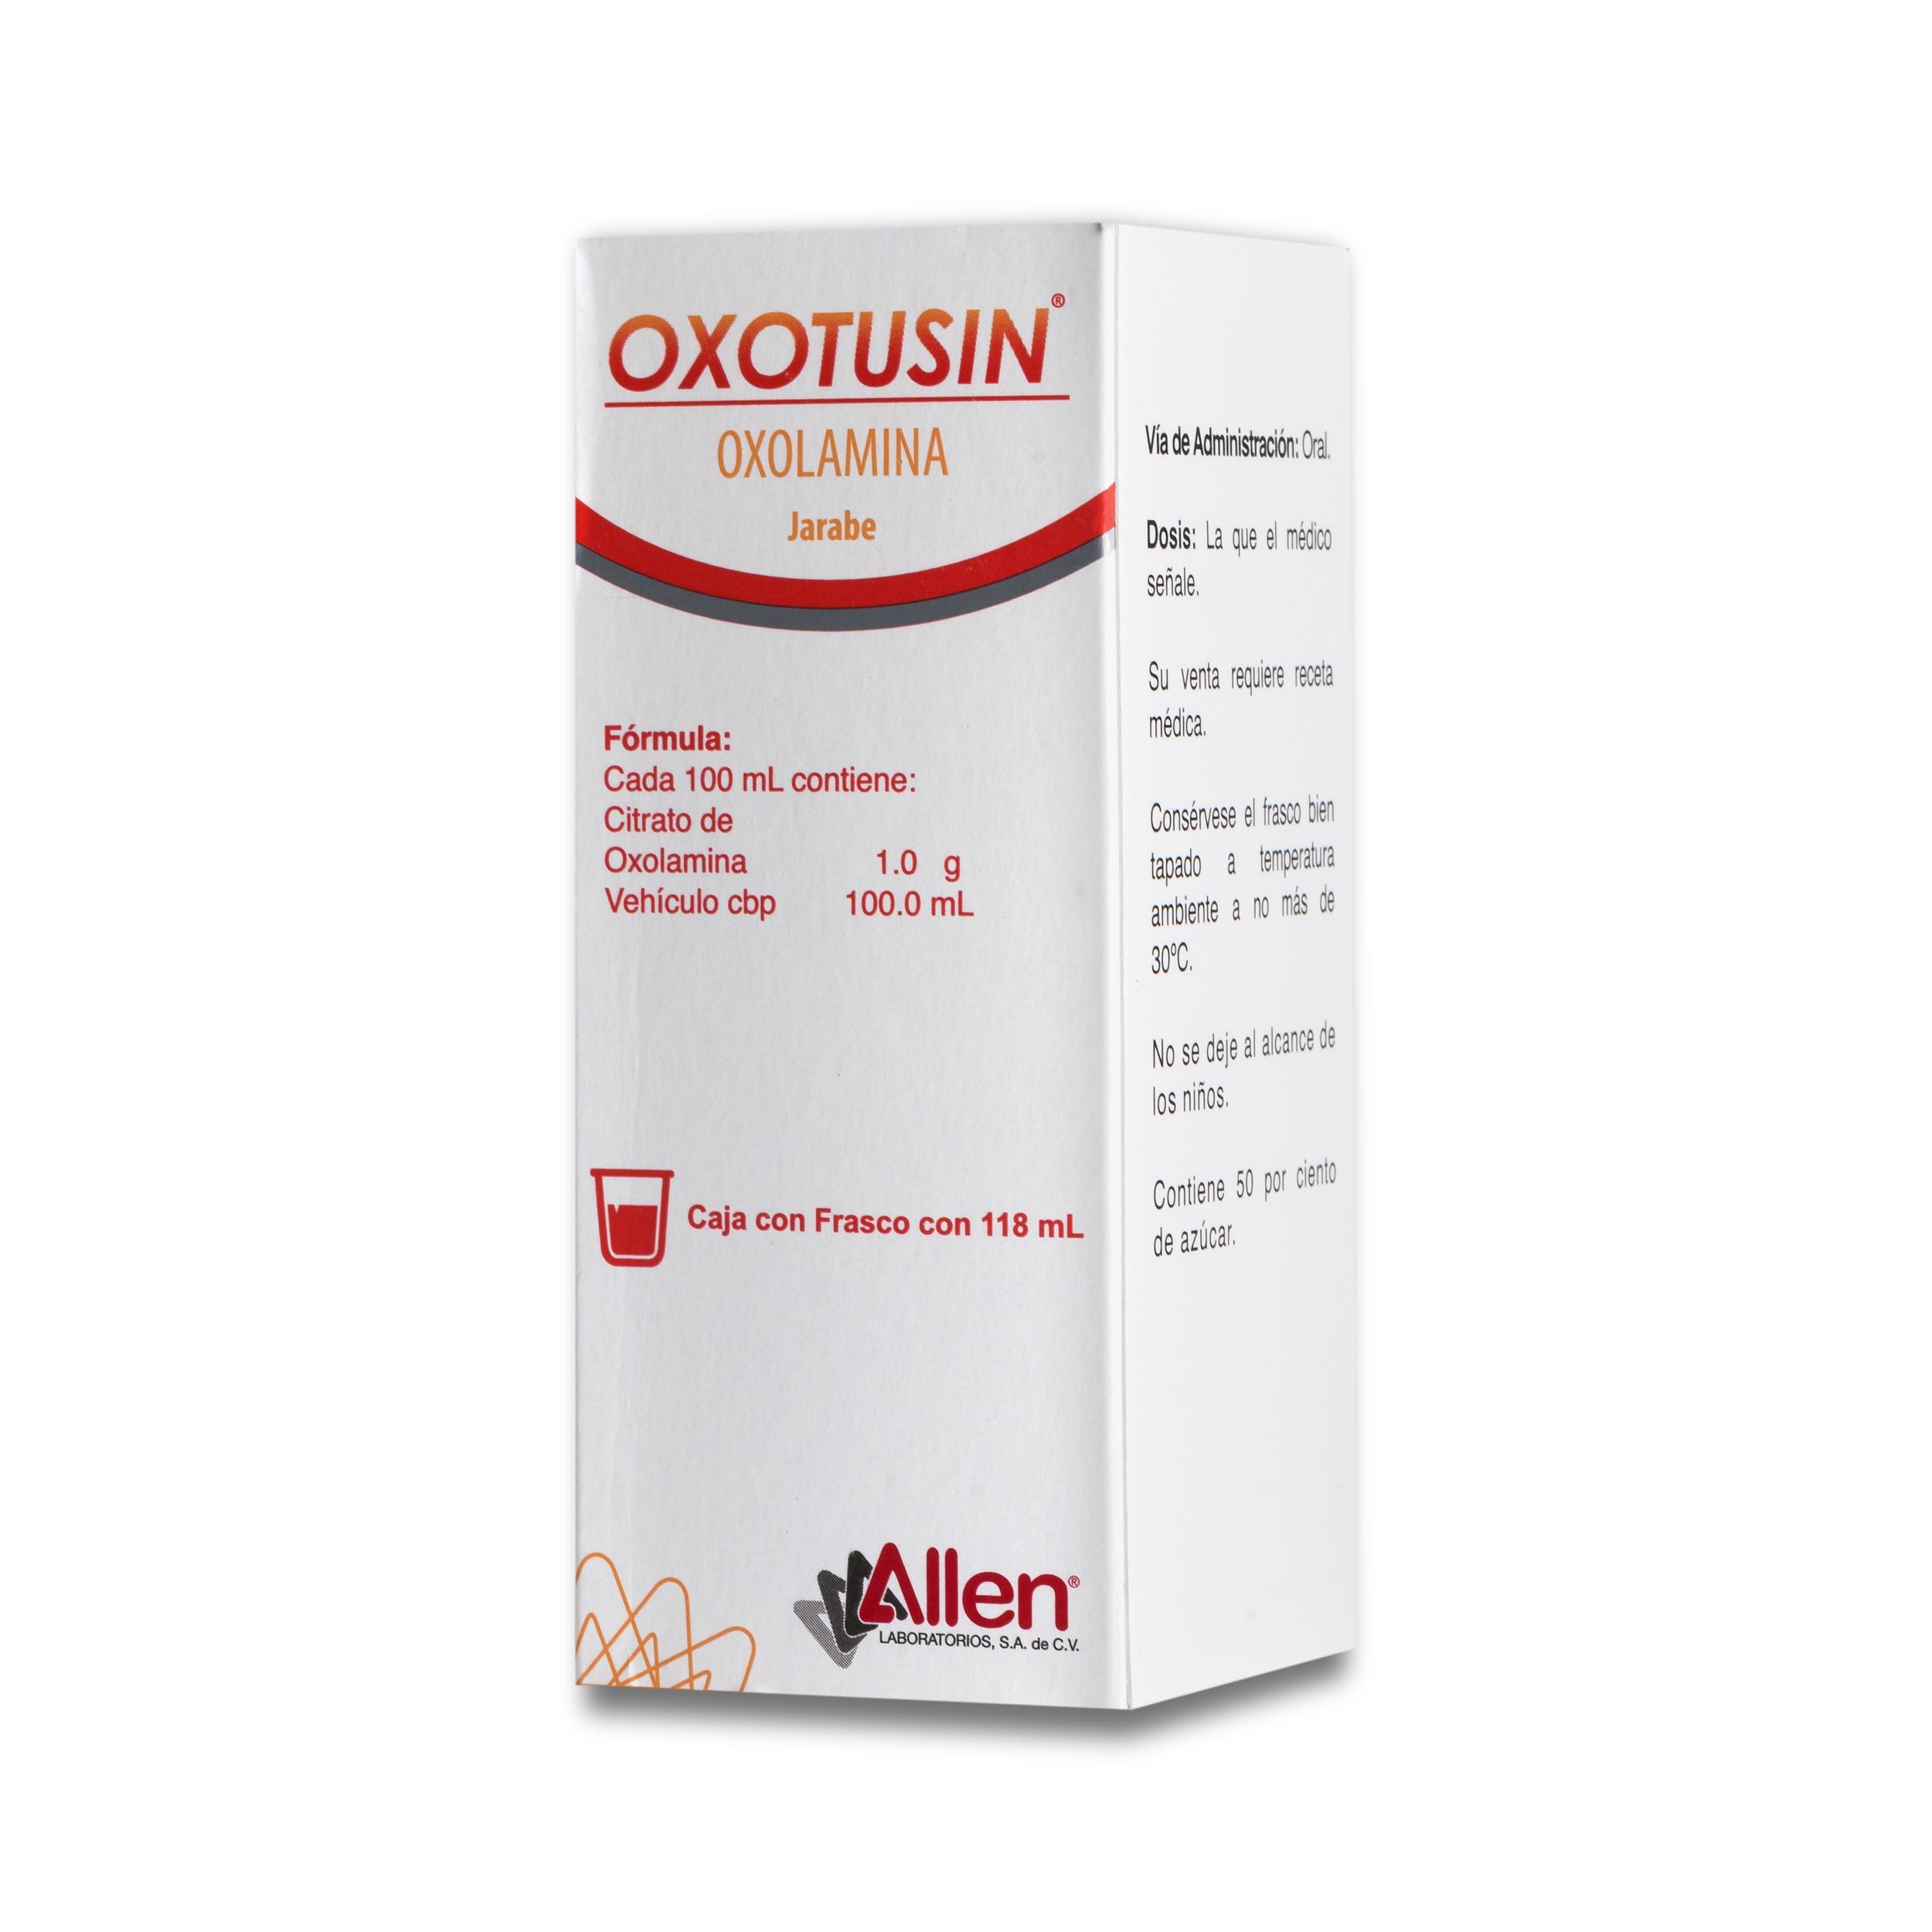 OXOTUSIN®
OXOLAMINA
Jarabe
Fórmula:
Cada 100 mL contiene:
Citrato de
Oxolamina 1.0 g
Vehículo cbp 100.0 mL
Caja con Frasco con 118 mL
Allen®
LABORATORIOS, S.A. de C.V.
Vía de Administración: Oral.
Dosis: La que el médico
señale.
Su venta requiere receta
médica.
Consérvese el frasco bien
tapado a temperatura
ambiente a no más de
30ºC.
No se deje al alcance de
los niños.
Contiene 50 por ciento
de azúcar.